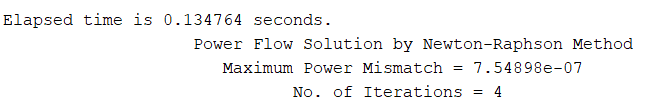 Elapsed time is 0.134764 seconds.
Power Flow Solution by Newton-Raphson Method
Maximum Power Mismatch = 7.54898e-07
No. of Iterations = 4